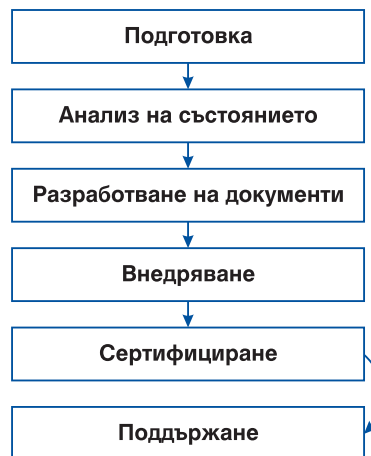 Подготовка
Анализ на състоянието
Разработване на документи
Внедряване
Сертифициране
Поддържане